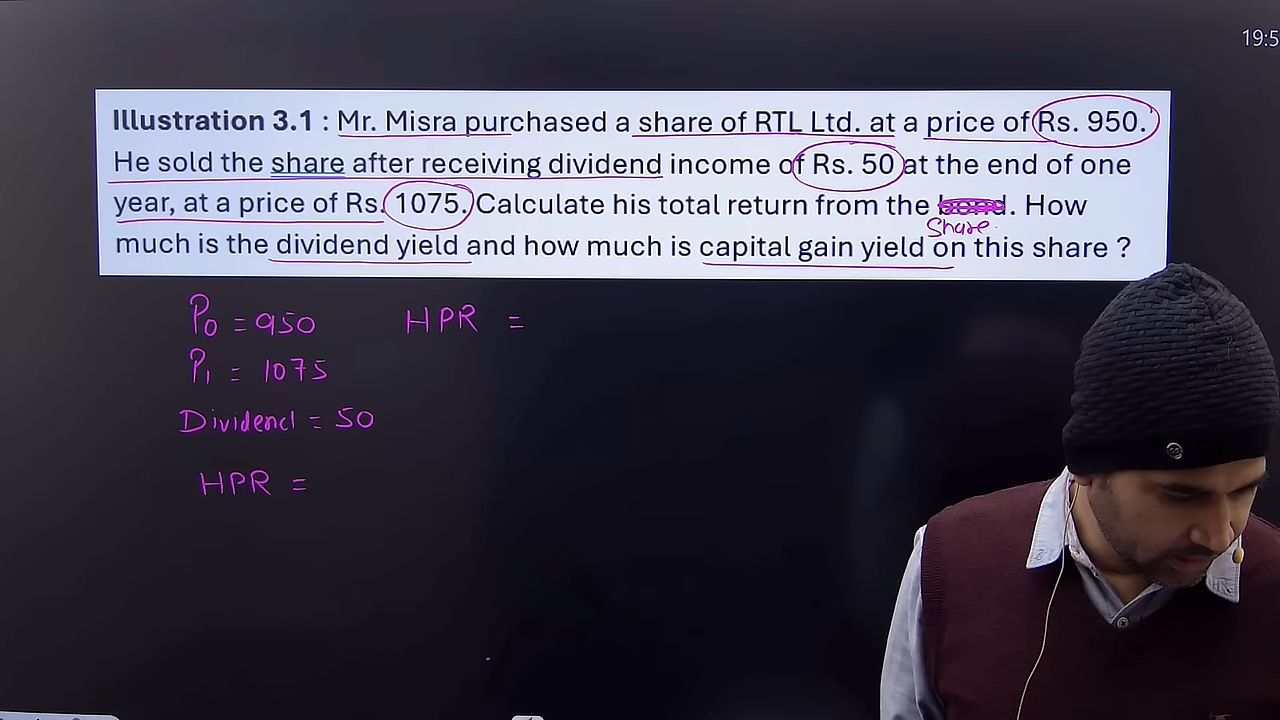 19:5
Illustration 3.1 : Mr. Misra purchased a share of RTL Ltd. at a price of Rs. 950.
He sold the share after receiving dividend income of Rs. 50 at the end of one
year, at a price of Rs. 1075. Calculate his total return from the bond. How
Share.
much is the dividend yield and how much is capital gain yield on this share ?
P0 = 950 HPR =
P1 = 1075
Dividend = 50
HPR =